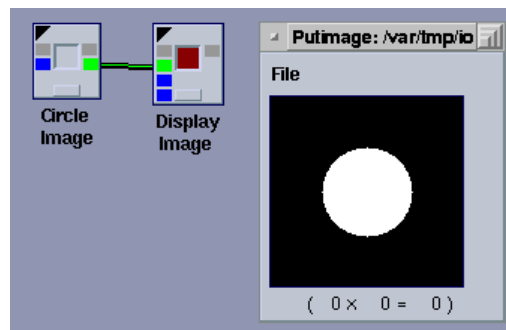 Circle
Image
Display
Image
Putimage: /var/tmp/io
File
( 0 x 0 = 0 )